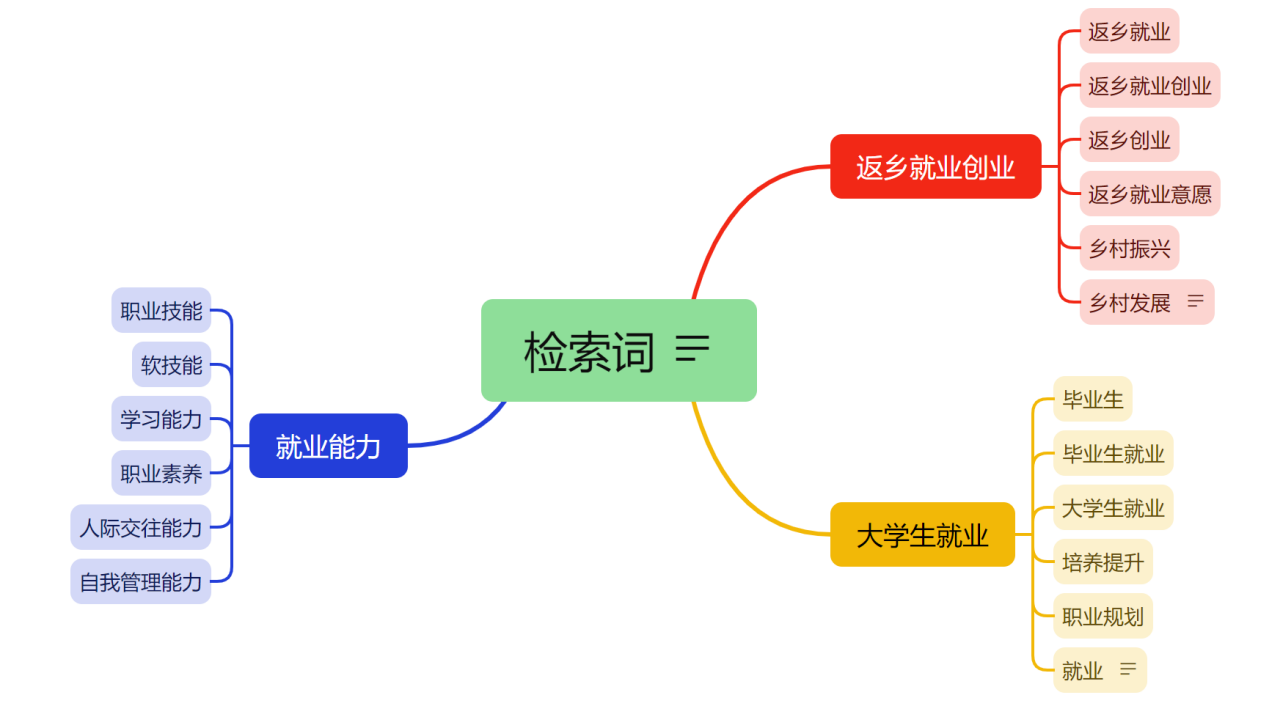 检索词
返乡就业创业
返乡就业
返乡就业创业
返乡创业
返乡就业意愿
乡村振兴
乡村发展
大学生就业
毕业生
毕业生就业
大学生就业
培养提升
职业规划
就业
就业能力
职业技能
软技能
学习能力
职业素养
人际交往能力
自我管理能力